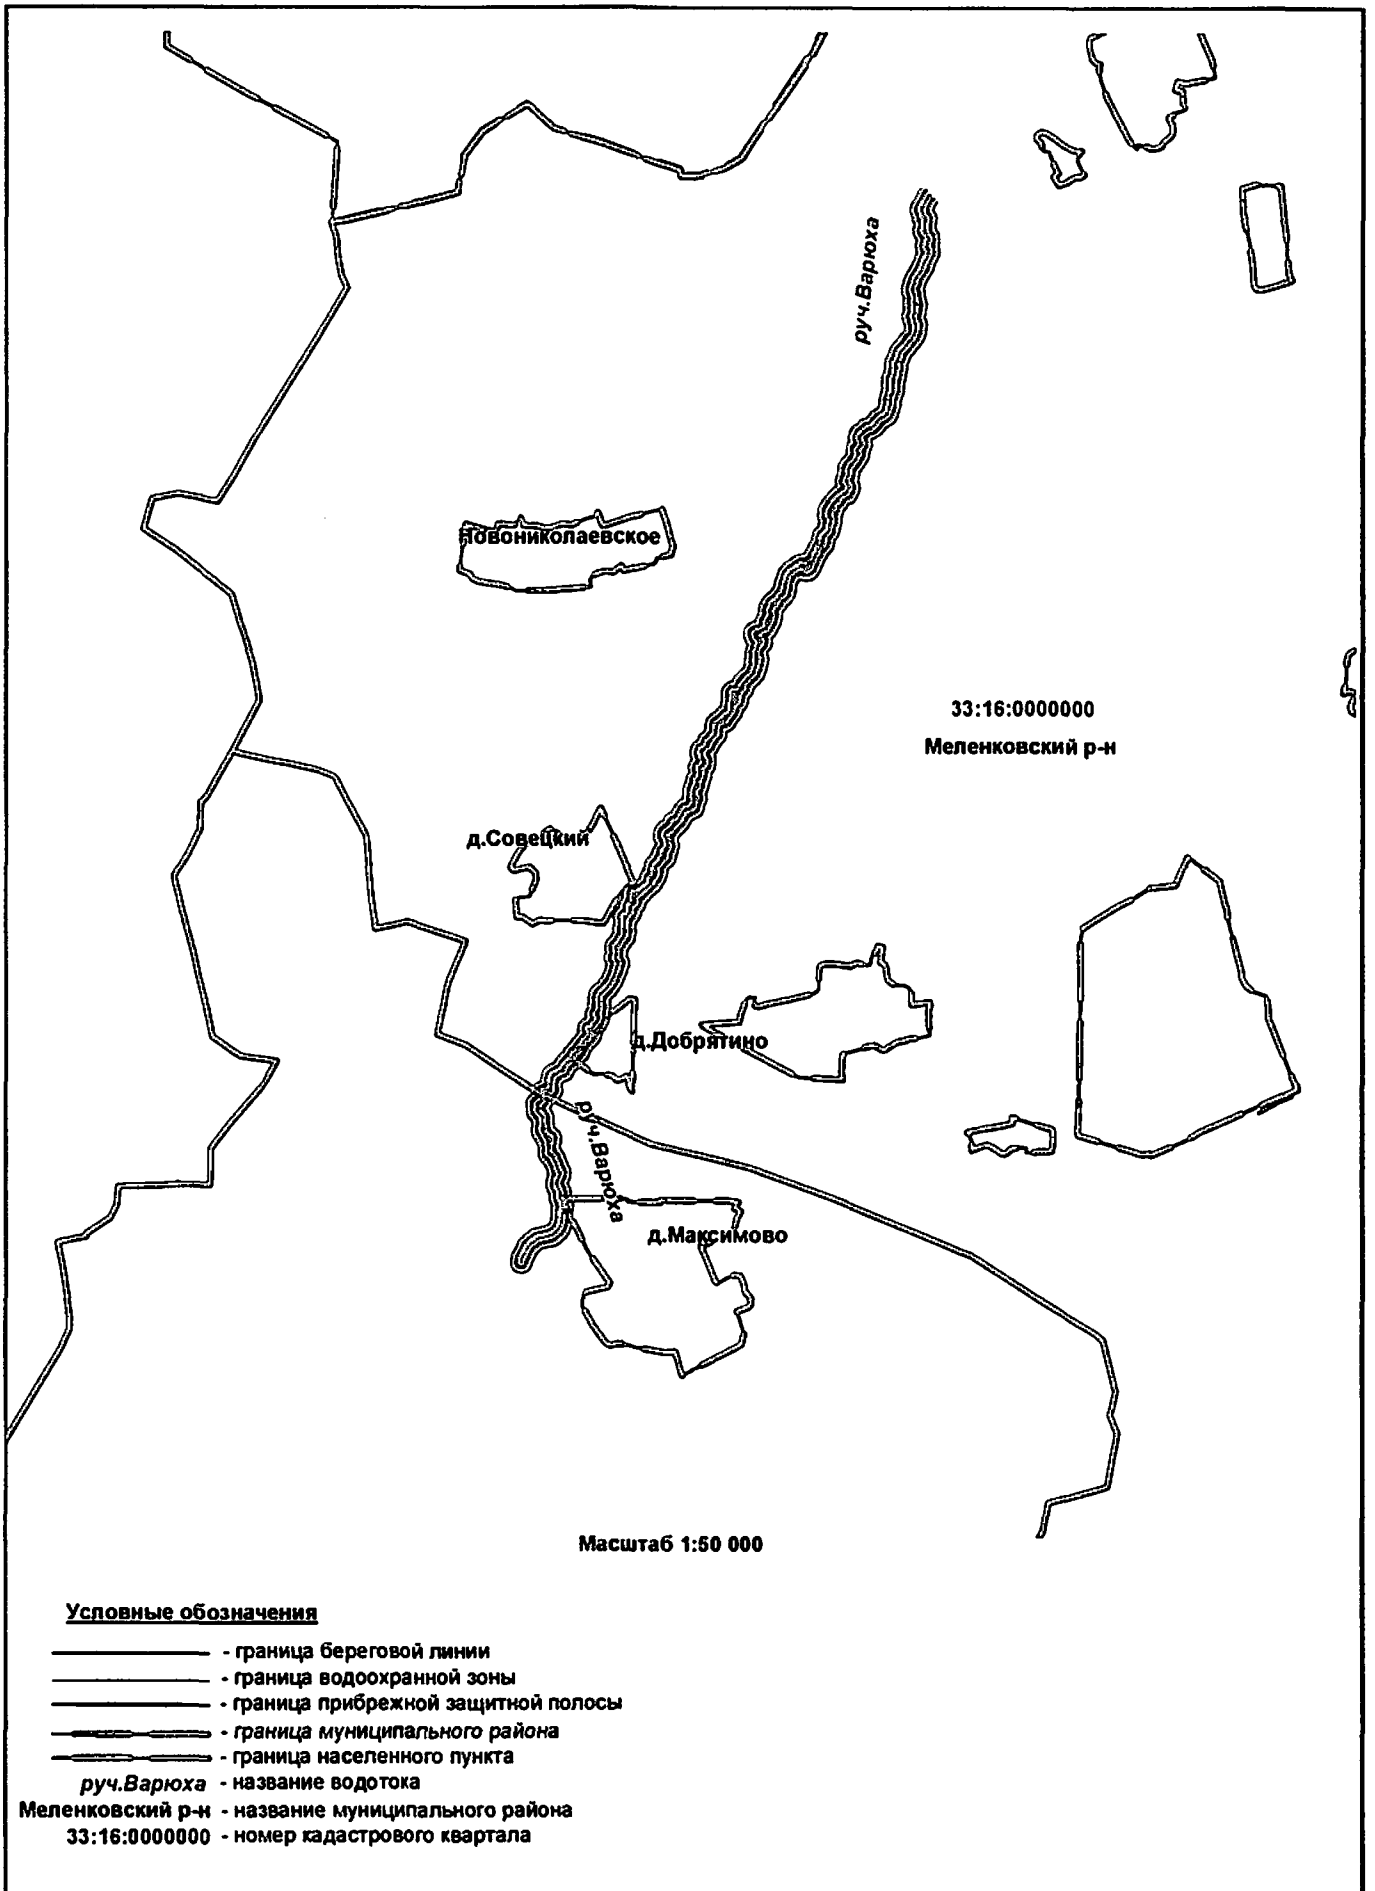 руч.Варюха
Новониколаевское
33:16:0000000
Меленковский р-н
д.Совецкий
д.Добрятино
руч.Варюха
д.Максимово
Масштаб 1:50 000
Условные обозначения
- граница береговой линии
- граница водоохранной зоны
- граница прибрежной защитной полосы
- граница муниципального района
- граница населенного пункта
руч.Варюха - название водотока
Меленковский р-н - название муниципального района
33:16:0000000 - номер кадастрового квартала